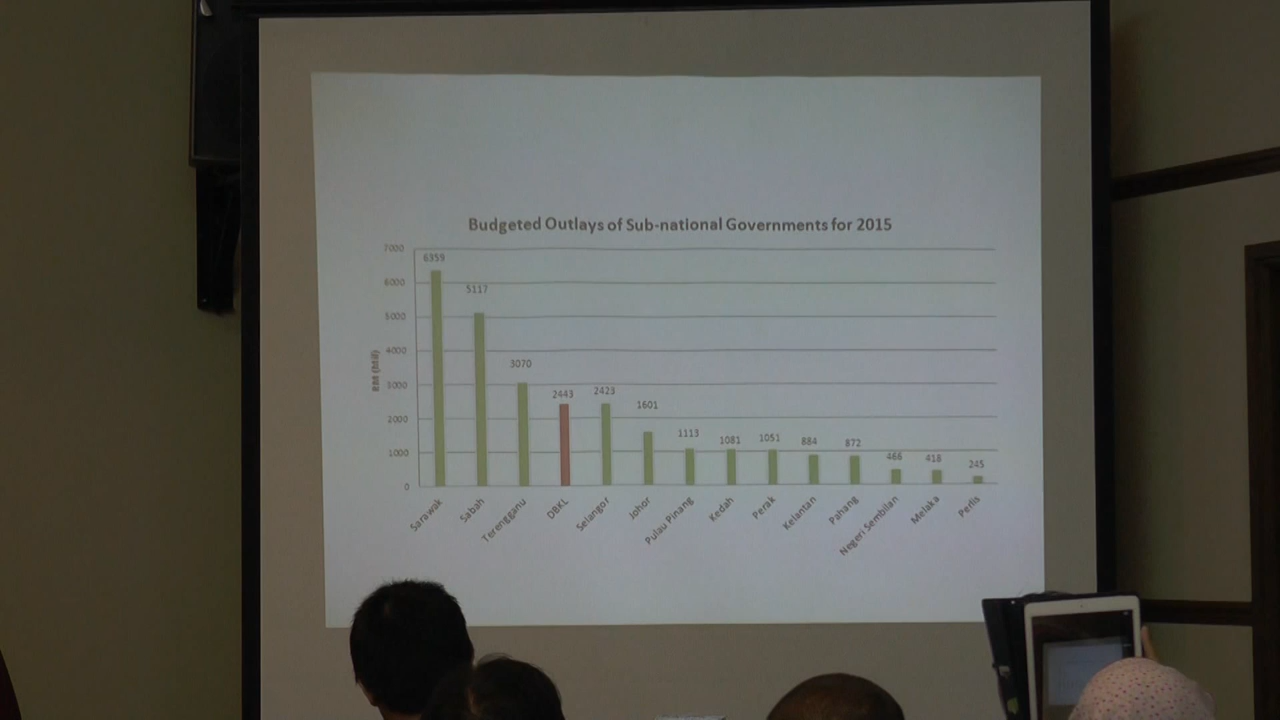 Budgeted Outlays of Sub-national Governments for 2015
RM (Mil)
7000
6000
5000
4000
3000
2000
1000
0
6359
5117
3070
2443
2423
1601
1113
1081
1051
884
872
466
418
245
Sarawak
Sabah
Terengganu
DBKL
Selangor
Johor
Pulau Pinang
Kedah
Perak
Kelantan
Pahang
Negeri Sembilan
Melaka
Perlis